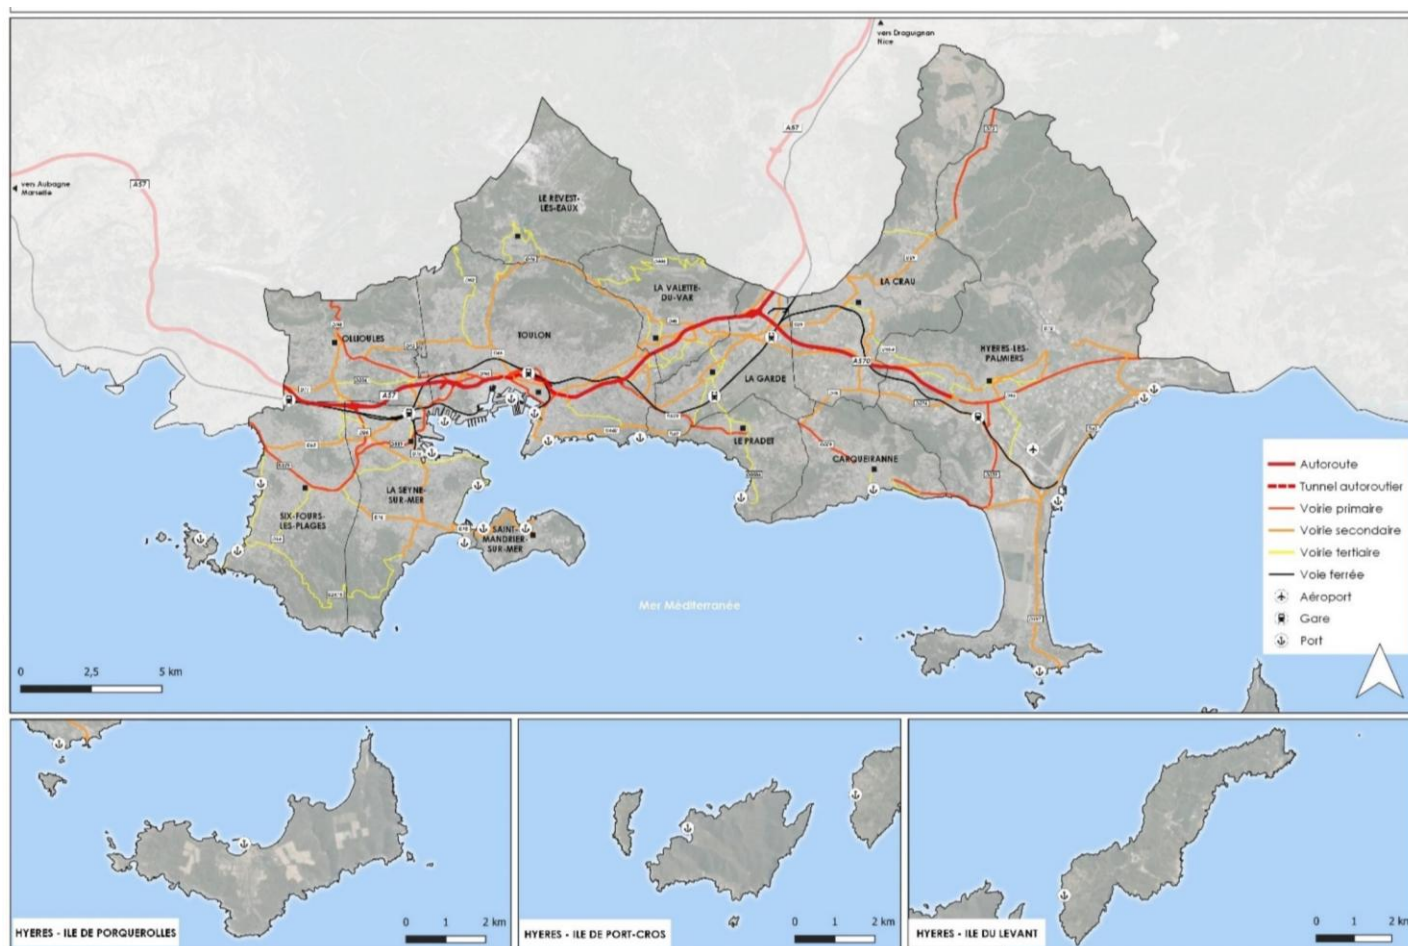 vers Draguignan
Nice
A57
A57
vers Aubagne
Marseille
LE REVEST-
LES-EAUX
LA CRAU
LA VALETTE-
DU-VAR
OLLIOULES
TOULON
HYERES-LES-
PALMIERS
A570
LA GARDE
A57
LE PRADET
CARQUEIRANNE
LA SEYNE-
SUR-MER
SIX-FOURS-
LES-PLAGES
SAINT-
MANDRIER-
SUR-MER
Mer Méditerranée
Autoroute
Tunnel autoroutier
Voirie primaire
Voirie secondaire
Voirie tertiaire
Voie ferrée
Aéroport
Gare
Port
0 2,5 5 km
HYERES - ILE DE PORQUEROLLES
0 1 2 km
HYERES - ILE DE PORT-CROS
0 1 2 km
HYERES - ILE DU LEVANT
0 1 2 km